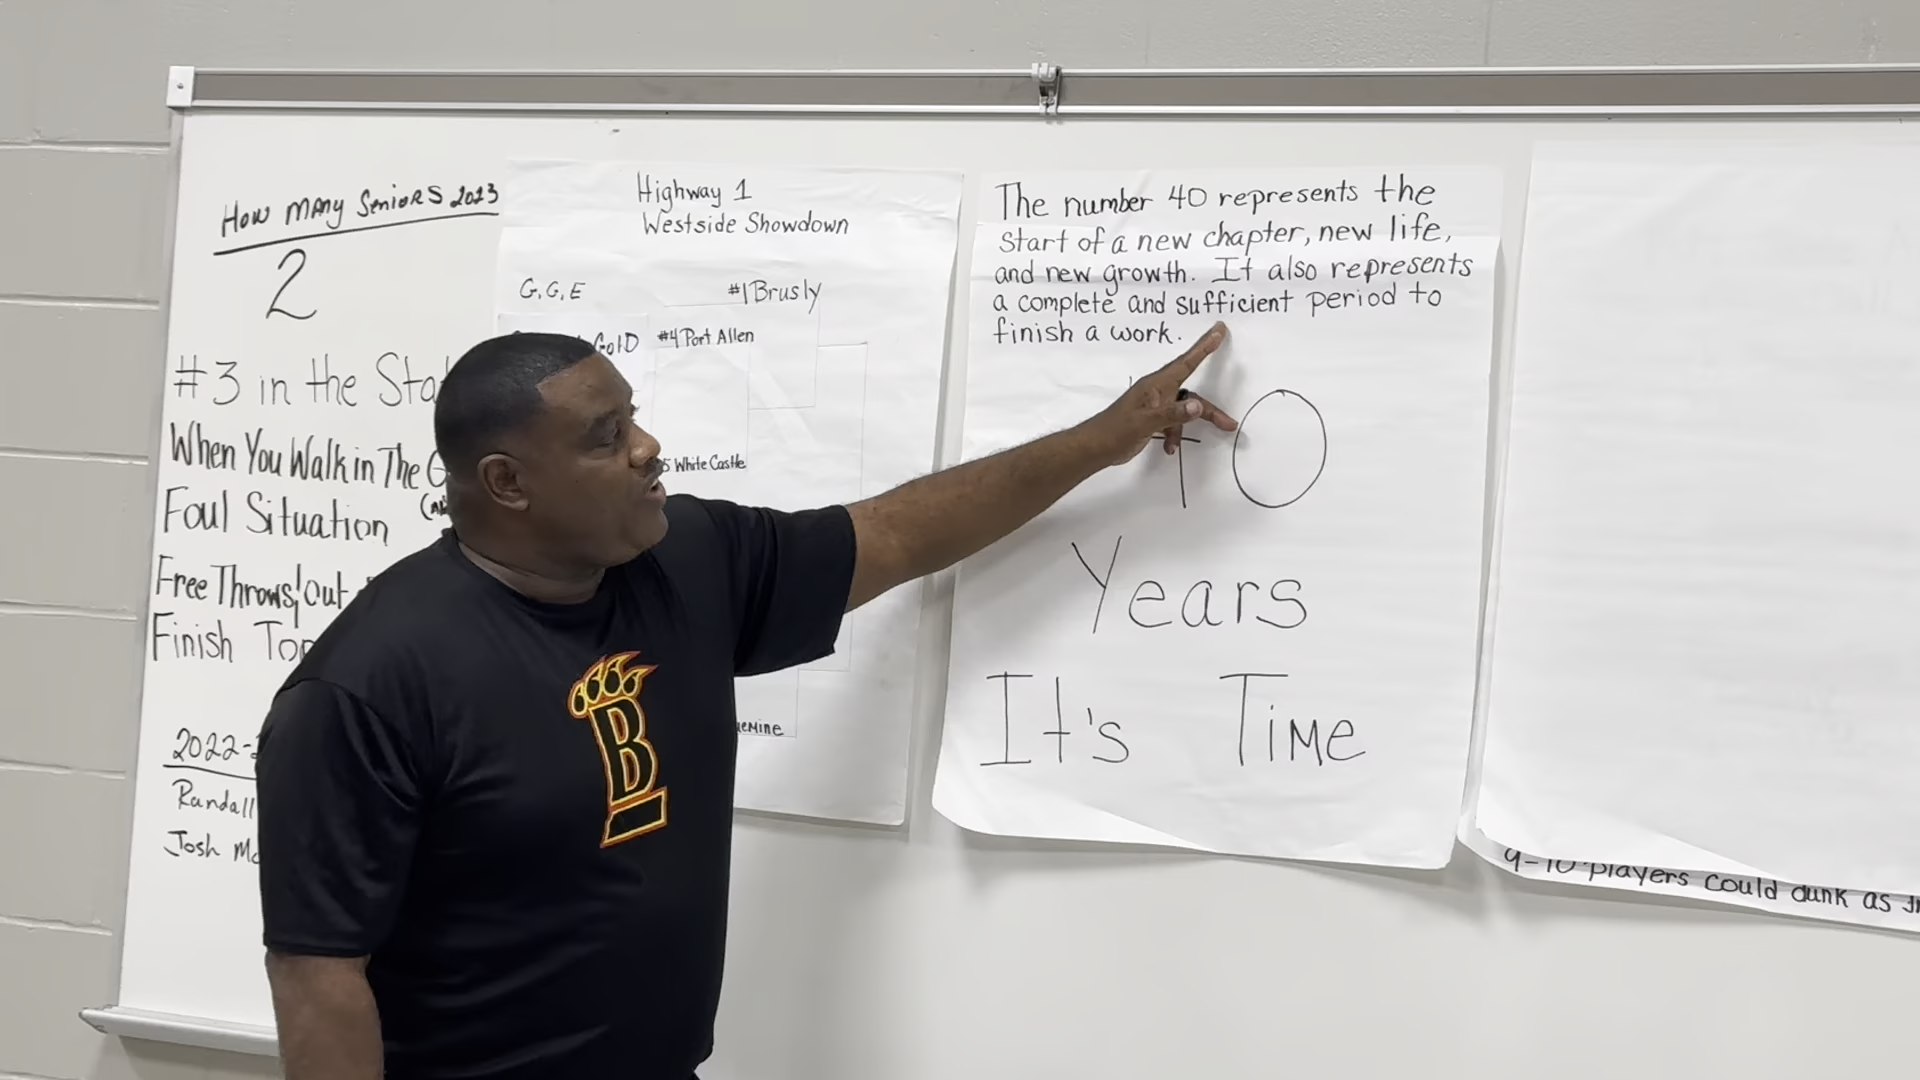 How Many Seniors 2023
2
#3 in the
When You Walk in The
Foul Situation
Free Throws, Out
Finish
2022-
Randall
Josh
Highway 1
Westside Showdown
G.G.E
#1 Brusly
Gold
#4 Port Allen
5 White Castle
The number 40 represents the
start of a new chapter, new life,
and new growth. It also represents
a complete and sufficient period to
finish a work.
40
Years
It's Time
9-10 players could dunk as
B